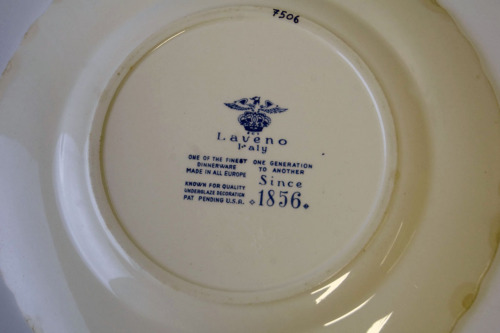 7506
Laveno
Italy
ONE OF THE FINEST
DINNERWARE
MADE IN ALL EUROPE
KNOWN FOR QUALITY
UNDERGLAZE DECORATION
PAT PENDING U.S.A.
ONE GENERATION
TO ANOTHER
Since
1856